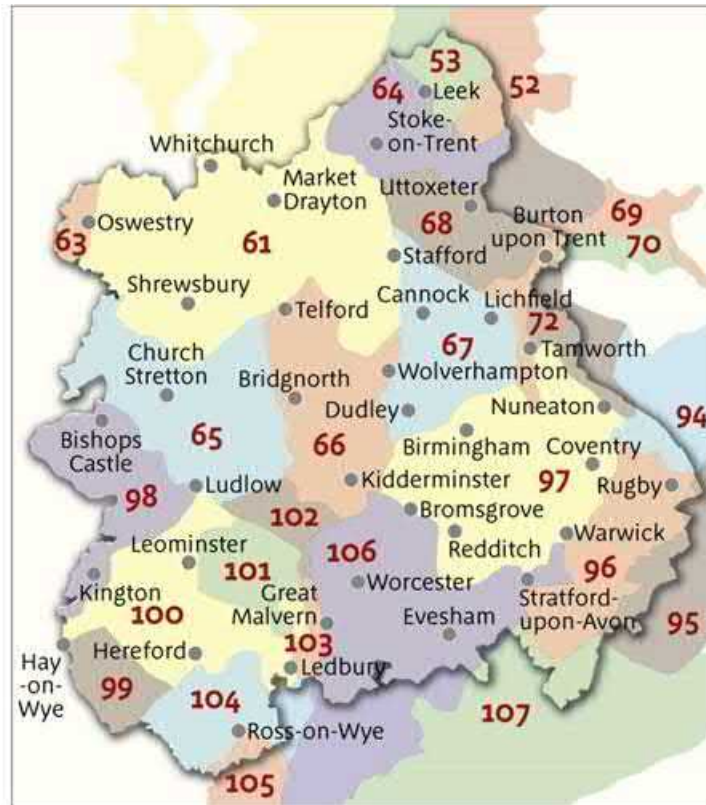 53
52
64
Leek
Stoke-
on-Trent
Whitchurch
Market
Drayton
Uttoxeter
69
Oswestry
68
Burton
upon Trent
70
63
61
Stafford
Shrewsbury
Telford
Cannock
Lichfield
72
67
Tamworth
Church
Stretton
Bridgnorth
Wolverhampton
Dudley
Nuneaton
94
Bishops
Castle
65
66
Birmingham
Coventry
98
Ludlow
Kidderminster
97
Rugby
102
Bromsgrove
Leominster
106
Redditch
Warwick
101
Kington
Great
Malvern
Worcester
96
100
Evesham
Stratford-
upon-Avon
95
Hay
-on-
Wye
Hereford
103
Ledbury
99
104
107
Ross-on-Wye
105